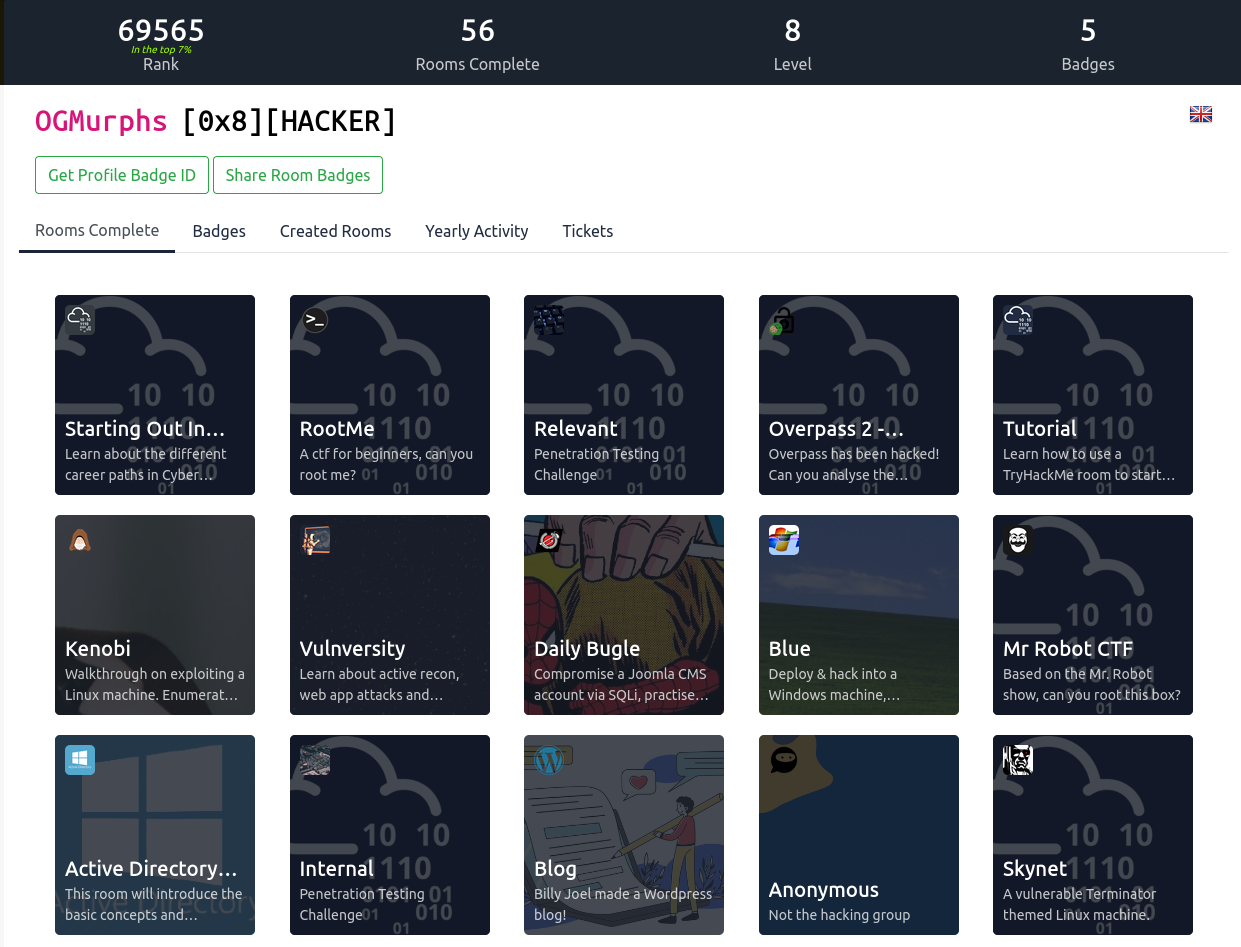 69565
In the top 7%
Rank
56
Rooms Complete
8
Level
5
Badges
OGMurphs [0x8][HACKER]
Get Profile Badge ID
Share Room Badges
Rooms Complete
Badges
Created Rooms
Yearly Activity
Tickets
Starting Out In...
Learn about the different
career paths in Cyber...
RootMe
A ctf for beginners, can you
root me?
Relevant
Penetration Testing
Challenge
Overpass 2 -...
Overpass has been hacked!
Can you analyse the...
Tutorial
Learn how to use a
TryHackMe room to start...
Kenobi
Walkthrough on exploiting a
Linux machine. Enumerat...
Vulnversity
Learn about active recon,
web app attacks and...
Daily Bugle
Compromise a Joomla CMS
account via SQLi, practise...
Blue
Deploy & hack into a
Windows machine,...
Mr Robot CTF
Based on the Mr. Robot
show, can you root this box?
Active Directory...
This room will introduce the
basic concepts and...
Internal
Penetration Testing
Challenge
Blog
Billy Joel made a Wordpress
blog!
Anonymous
Not the hacking group
Skynet
A vulnerable Terminator
themed Linux machine.